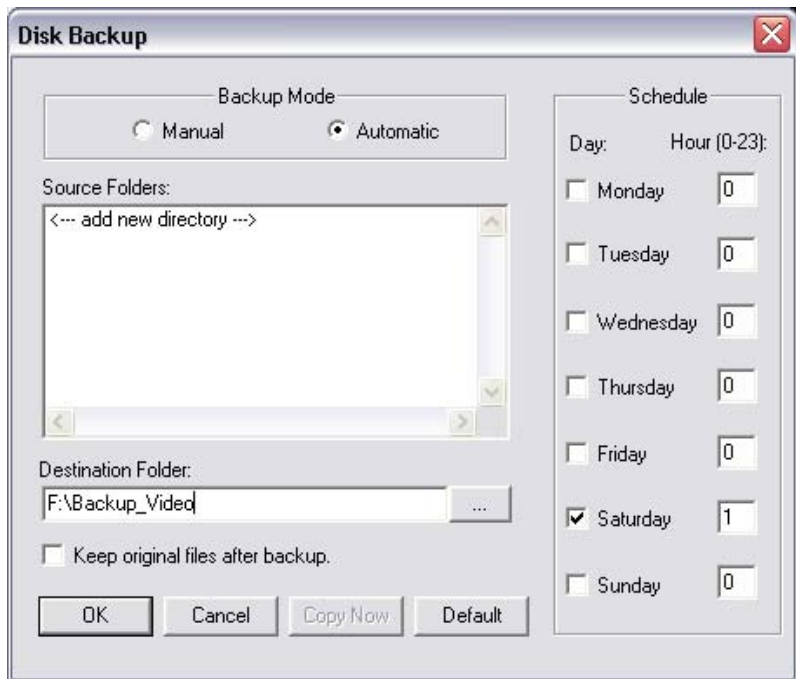 Disk Backup
Backup Mode
Manual
Automatic
Source Folders:
<--- add new directory --->
Destination Folder:
F:\Backup_Video
...
Keep original files after backup.
OK
Cancel
Copy Now
Default
Schedule
Day: Hour (0-23):
Monday 0
Tuesday 0
Wednesday 0
Thursday 0
Friday 0
Saturday 1
Sunday 0